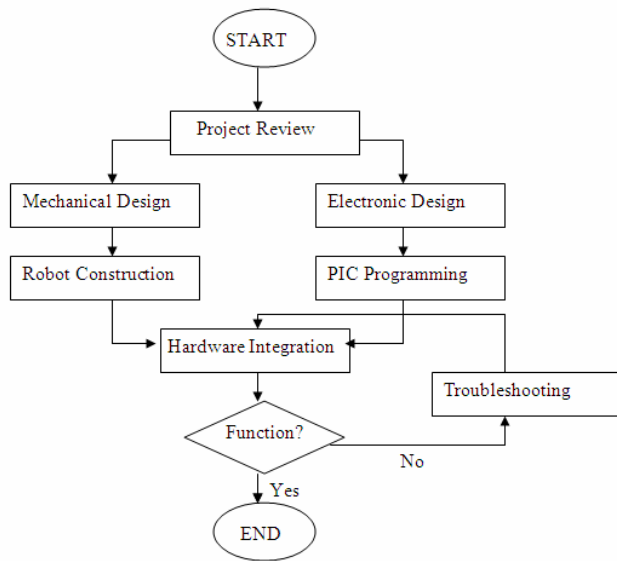 START
Project Review
Mechanical Design
Electronic Design
Robot Construction
PIC Programming
Hardware Integration
Troubleshooting
Function?
No
Yes
END